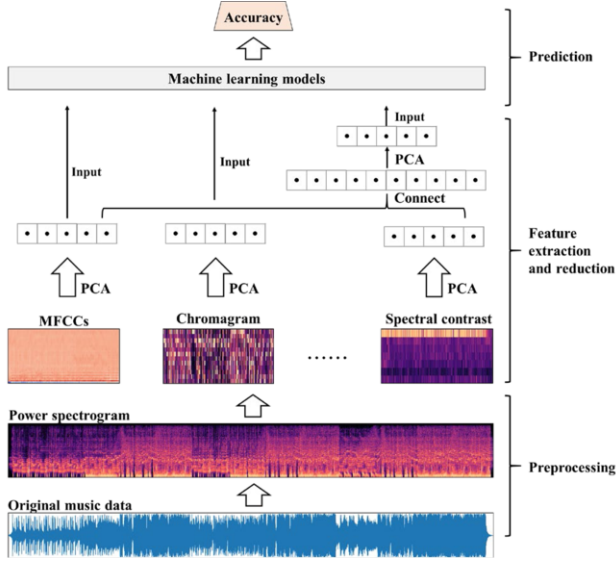 Accuracy
Prediction
Machine learning models
Input
PCA
Input
Input
Connect
Feature
extraction
and reduction
PCA
PCA
PCA
MFCCs
Chromagram
Spectral contrast
......
Power spectrogram
Preprocessing
Original music data